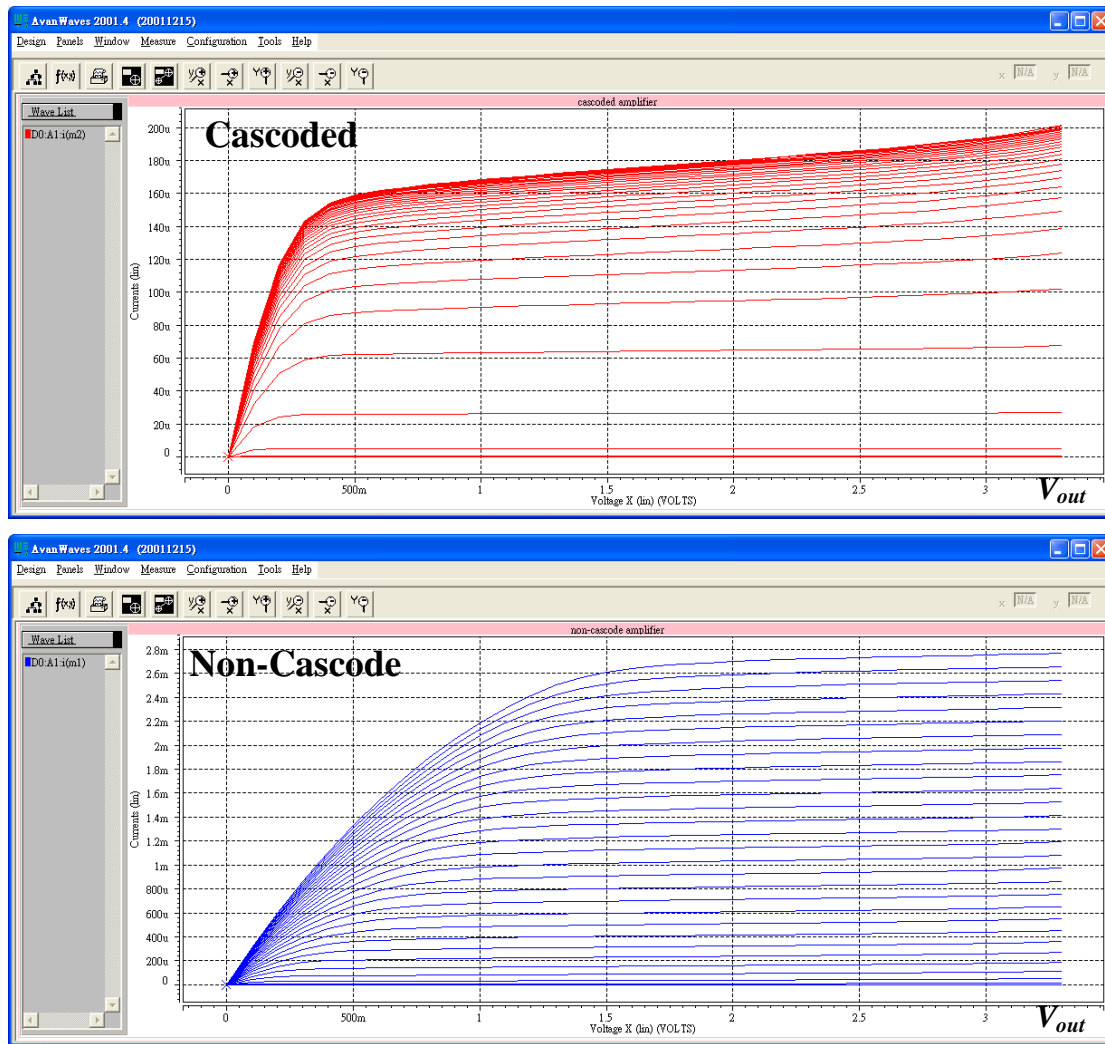 AvanWaves 2001.4 (20011215)
Design Panels Window Measure Configuration Tools Help
f(x) x N/A y N/A
Wave List
D0:A1:i(m2)
cascoded amplifier
Cascoded
200u
180u
160u
140u
120u
100u
80u
60u
40u
20u
0
Currents (lin)
0 500m 1 1.5 2 2.5 3
Voltage X (lin) (VOLTS)
Vout
AvanWaves 2001.4 (20011215)
Design Panels Window Measure Configuration Tools Help
f(x) x N/A y N/A
Wave List
D0:A1:i(m1)
non-cascode amplifier
Non-Cascode
2.8m
2.6m
2.4m
2.2m
2m
1.8m
1.6m
1.4m
1.2m
1m
800u
600u
400u
200u
0
Currents (lin)
0 500m 1 1.5 2 2.5 3
Voltage X (lin) (VOLTS)
Vout